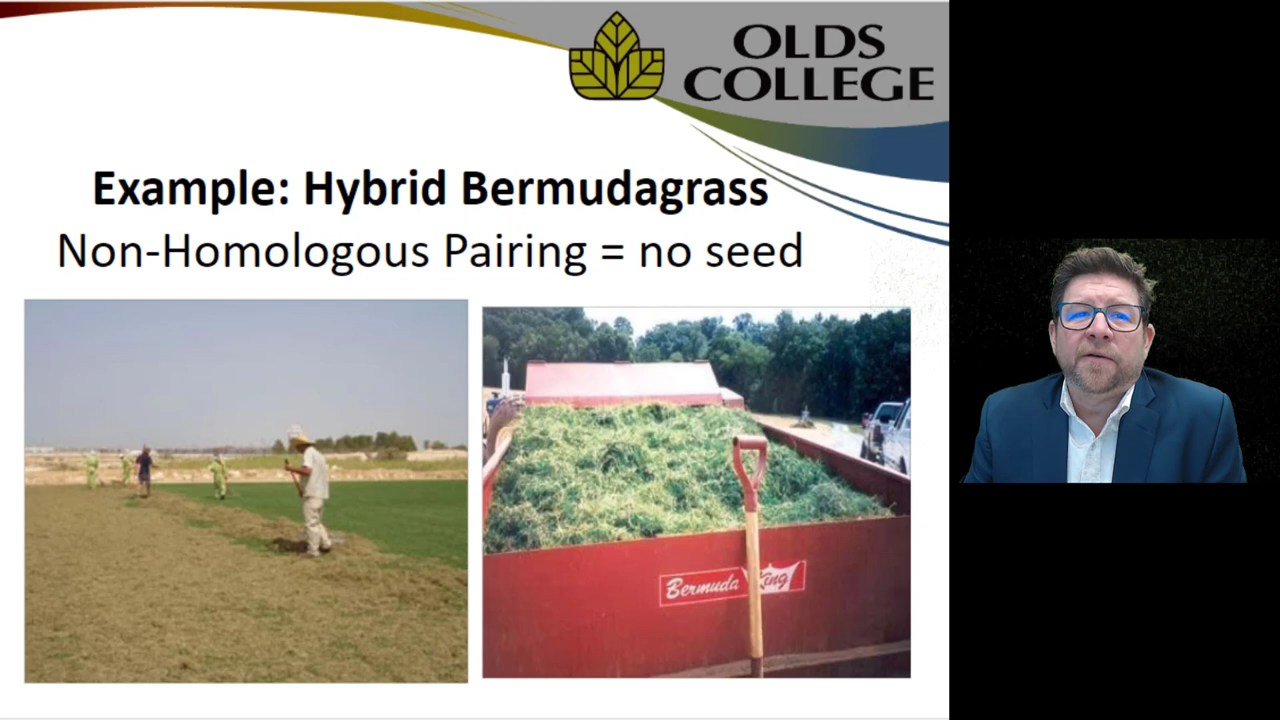 OLDS
COLLEGE
Example: Hybrid Bermudagrass
Non-Homologous Pairing = no seed
Bermuda King